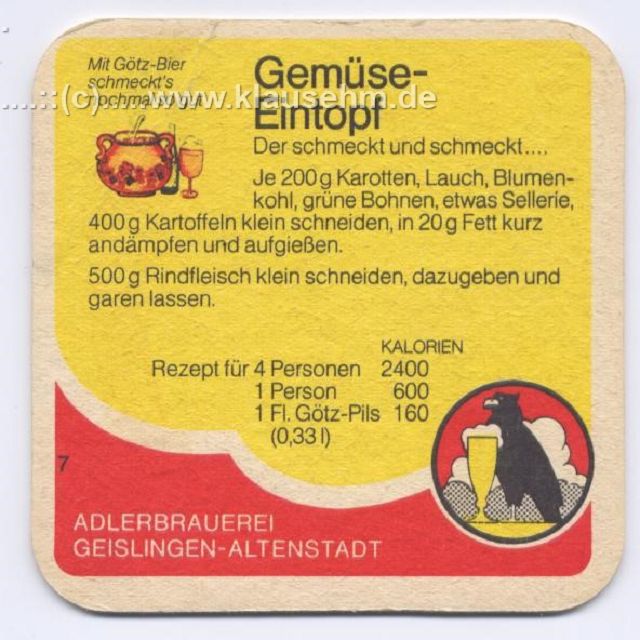 Mit Götz-Bier
schmeckt's
nochmal so gut
....::(c)... www.klausehm.de
Gemüse-
Eintopf
Der schmeckt und schmeckt....
Je 200 g Karotten, Lauch, Blumen-
kohl, grüne Bohnen, etwas Sellerie,
400 g Kartoffeln klein schneiden, in 20 g Fett kurz
andämpfen und aufgießen.
500 g Rindfleisch klein schneiden, dazugeben und
garen lassen.
KALORIEN
Rezept für 4 Personen 2400
1 Person 600
1 Fl. Götz-Pils 160
(0,33 l)
7
ADLERBRAUEREI
GEISLINGEN-ALTENSTADT